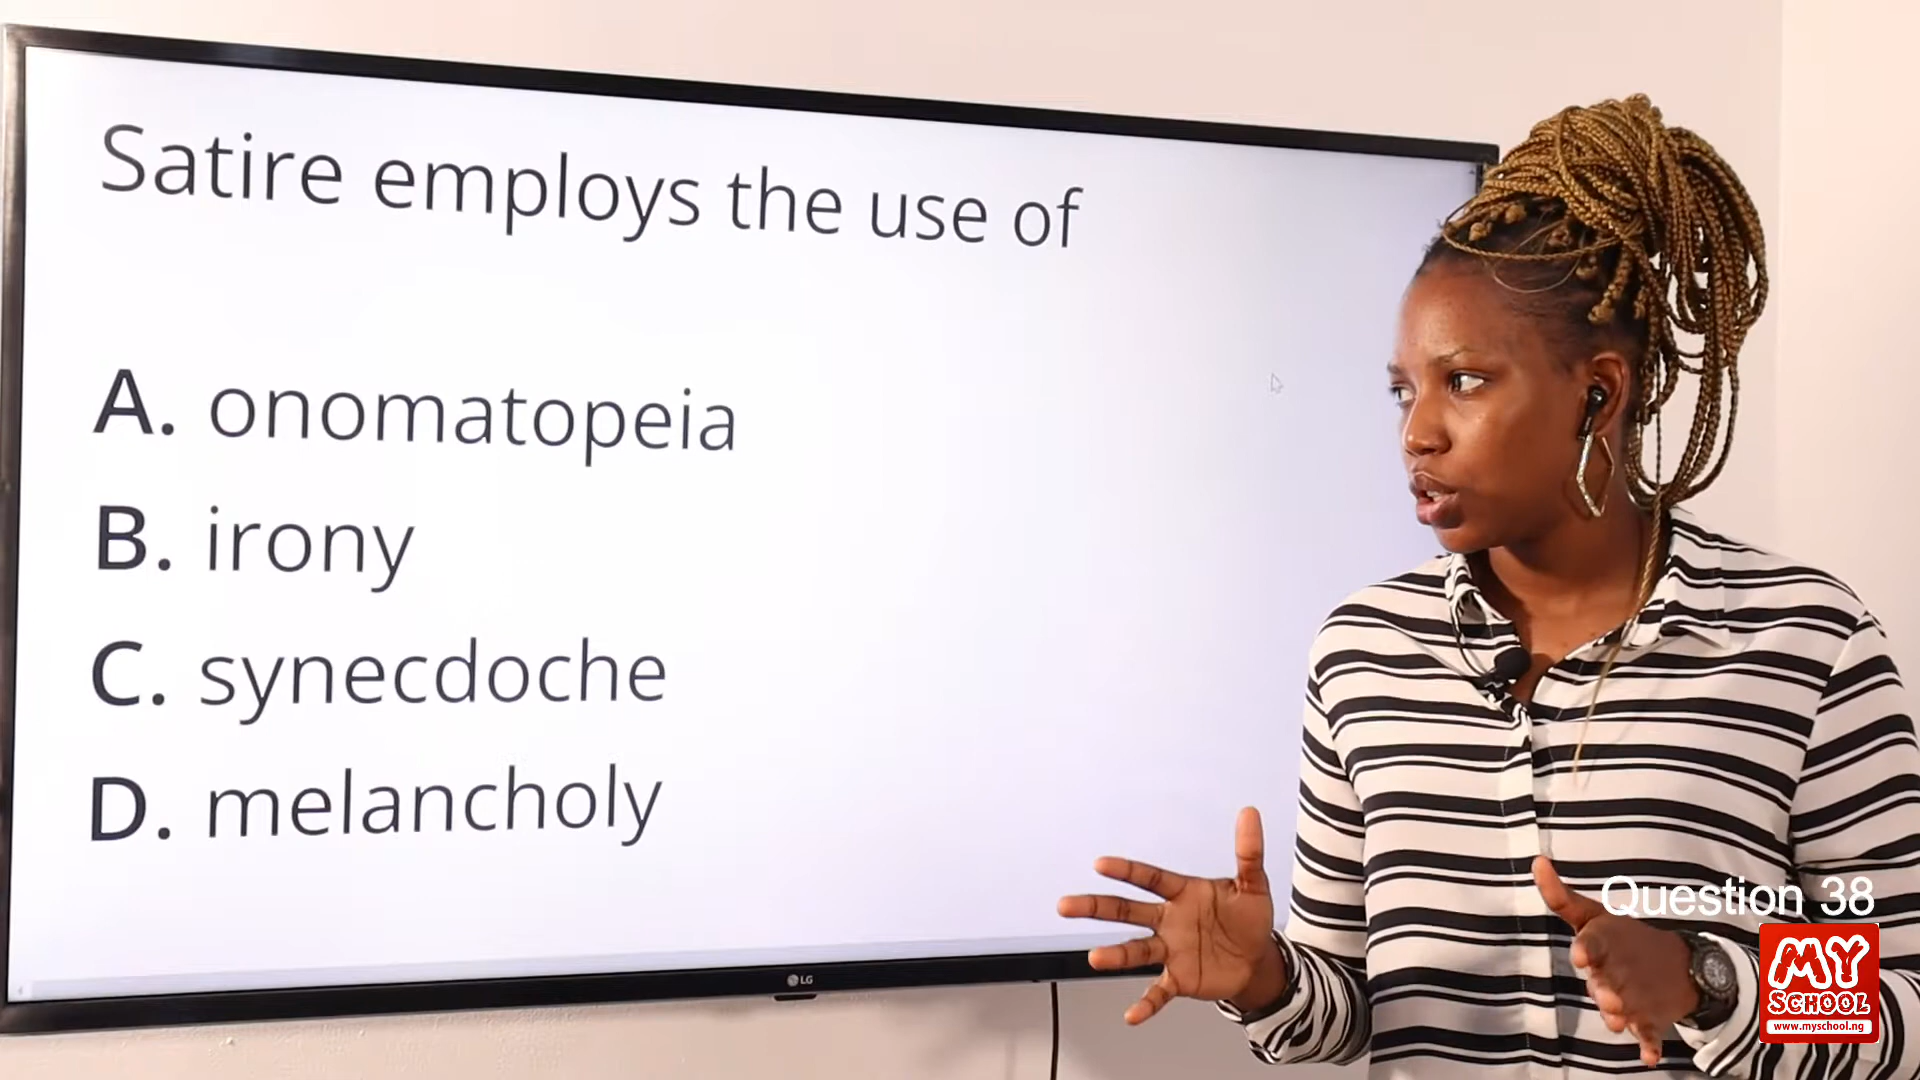 Satire employs the use of
A. onomatopeia
B. irony
C. synecdoche
D. melancholy
LG
Question 38
MY
SCHOOL
www.myschool.ng